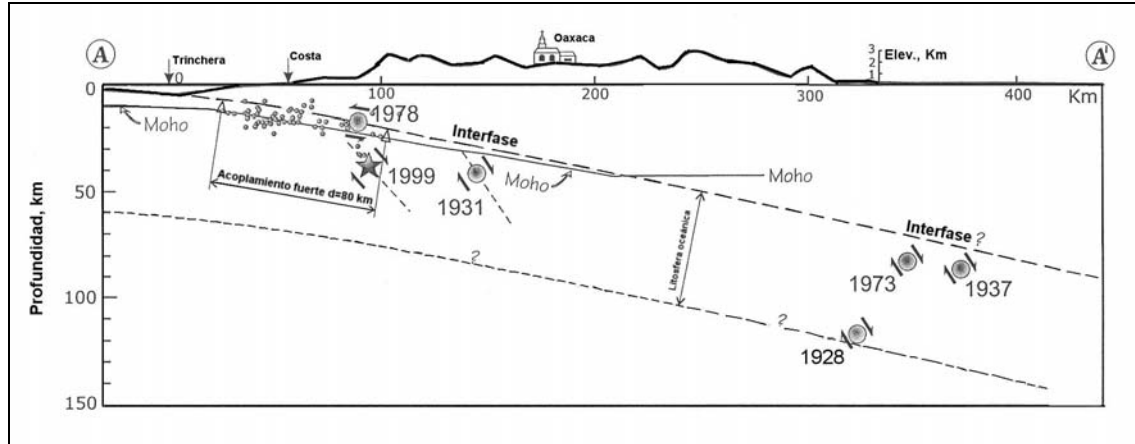 A
Trinchera
Costa
Oaxaca
3
2
1
Elev., Km
A'
0
0
100
200
300
400
Km
Moho
1978
Interfase
1999
1931
Moho
Moho
Acoplamiento fuerte d=80 km
50
Profundidad, km
Litosfera oceánica
?
Interfase ?
1973
1937
100
?
1928
150